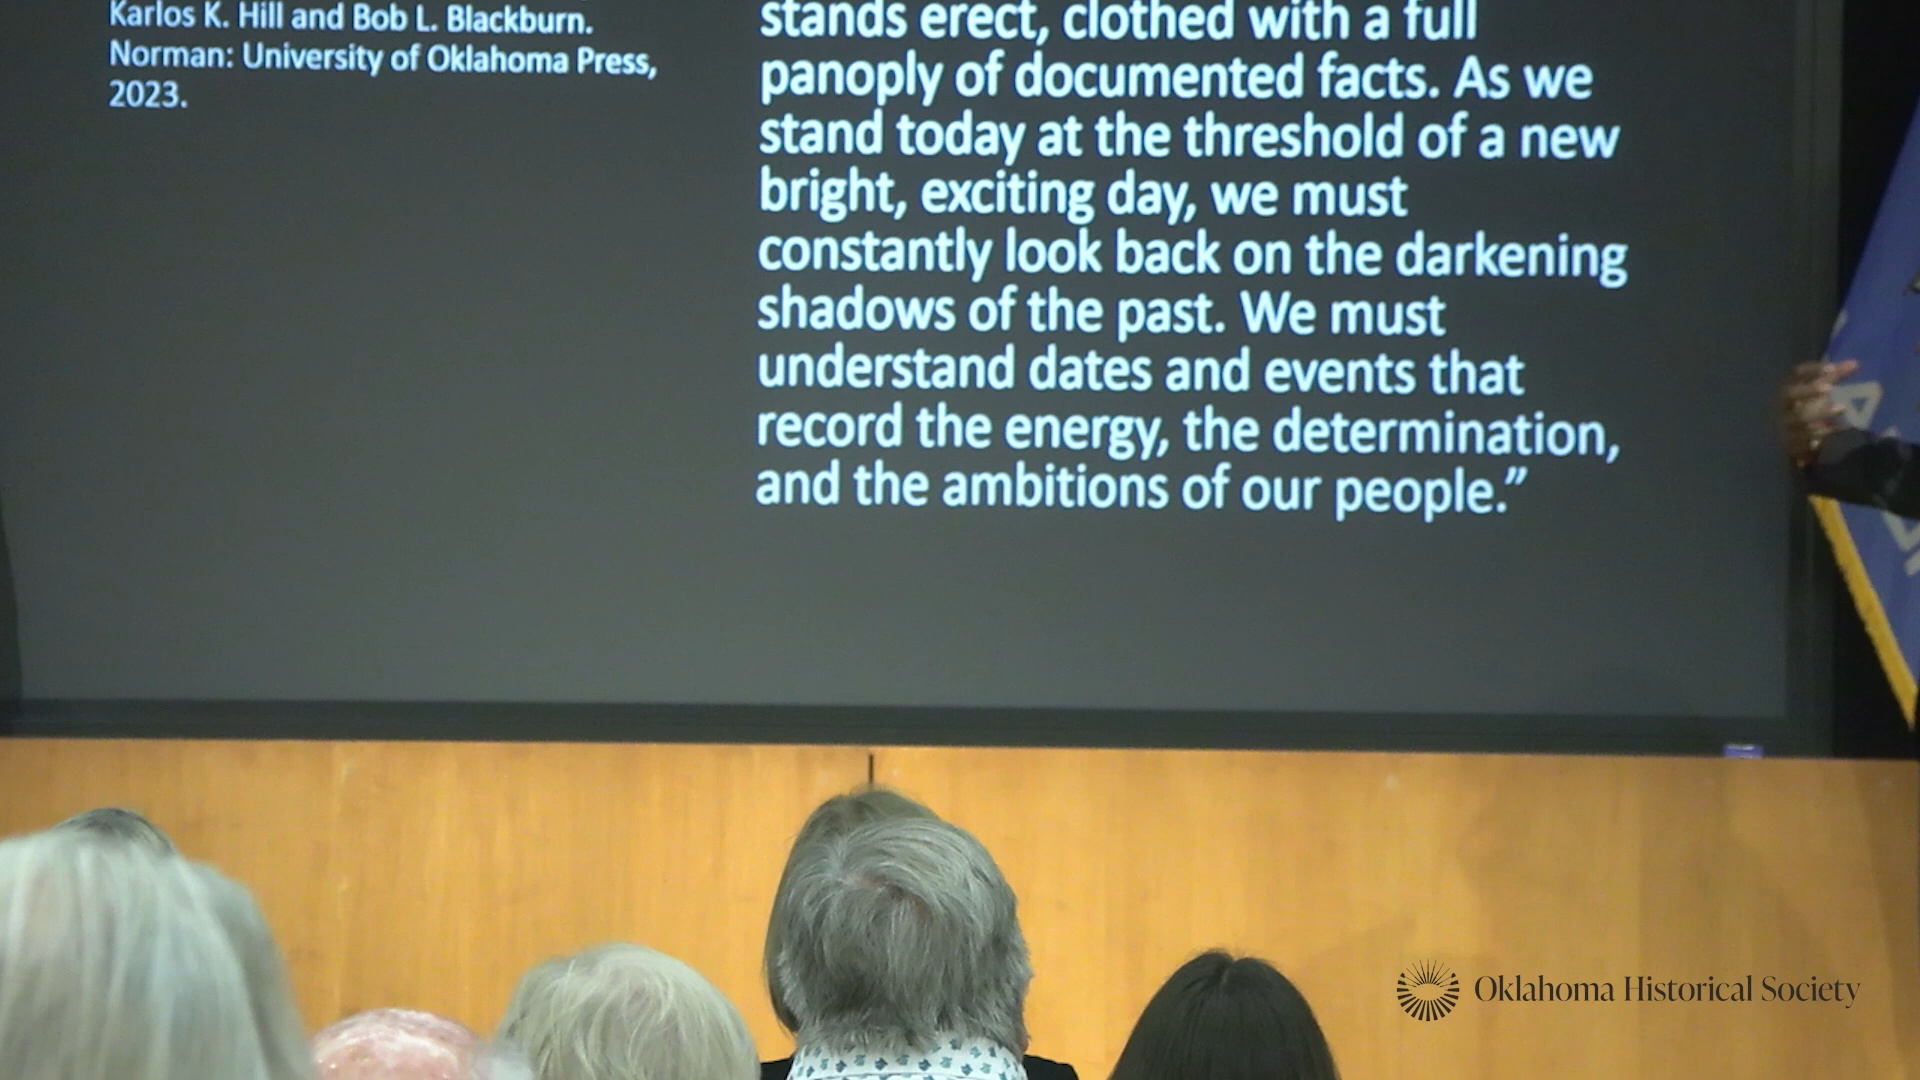 Karlos K. Hill and Bob L. Blackburn.
Norman: University of Oklahoma Press,
2023.
stands erect, clothed with a full
panoply of documented facts. As we
stand today at the threshold of a new
bright, exciting day, we must
constantly look back on the darkening
shadows of the past. We must
understand dates and events that
record the energy, the determination,
and the ambitions of our people.”
Oklahoma Historical Society